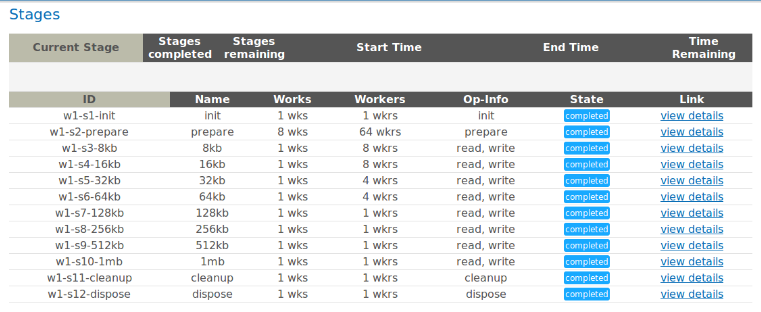 Stages
Current Stage Stages completed Stages remaining Start Time End Time Time Remaining
ID Name Works Workers Op-Info State Link
w1-s1-init init 1 wks 1 wkrs init completed view details
w1-s2-prepare prepare 8 wks 64 wkrs prepare completed view details
w1-s3-8kb 8kb 1 wks 8 wkrs read, write completed view details
w1-s4-16kb 16kb 1 wks 8 wkrs read, write completed view details
w1-s5-32kb 32kb 1 wks 4 wkrs read, write completed view details
w1-s6-64kb 64kb 1 wks 4 wkrs read, write completed view details
w1-s7-128kb 128kb 1 wks 1 wkrs read, write completed view details
w1-s8-256kb 256kb 1 wks 1 wkrs read, write completed view details
w1-s9-512kb 512kb 1 wks 1 wkrs read, write completed view details
w1-s10-1mb 1mb 1 wks 1 wkrs read, write completed view details
w1-s11-cleanup cleanup 1 wks 1 wkrs cleanup completed view details
w1-s12-dispose dispose 1 wks 1 wkrs dispose completed view details